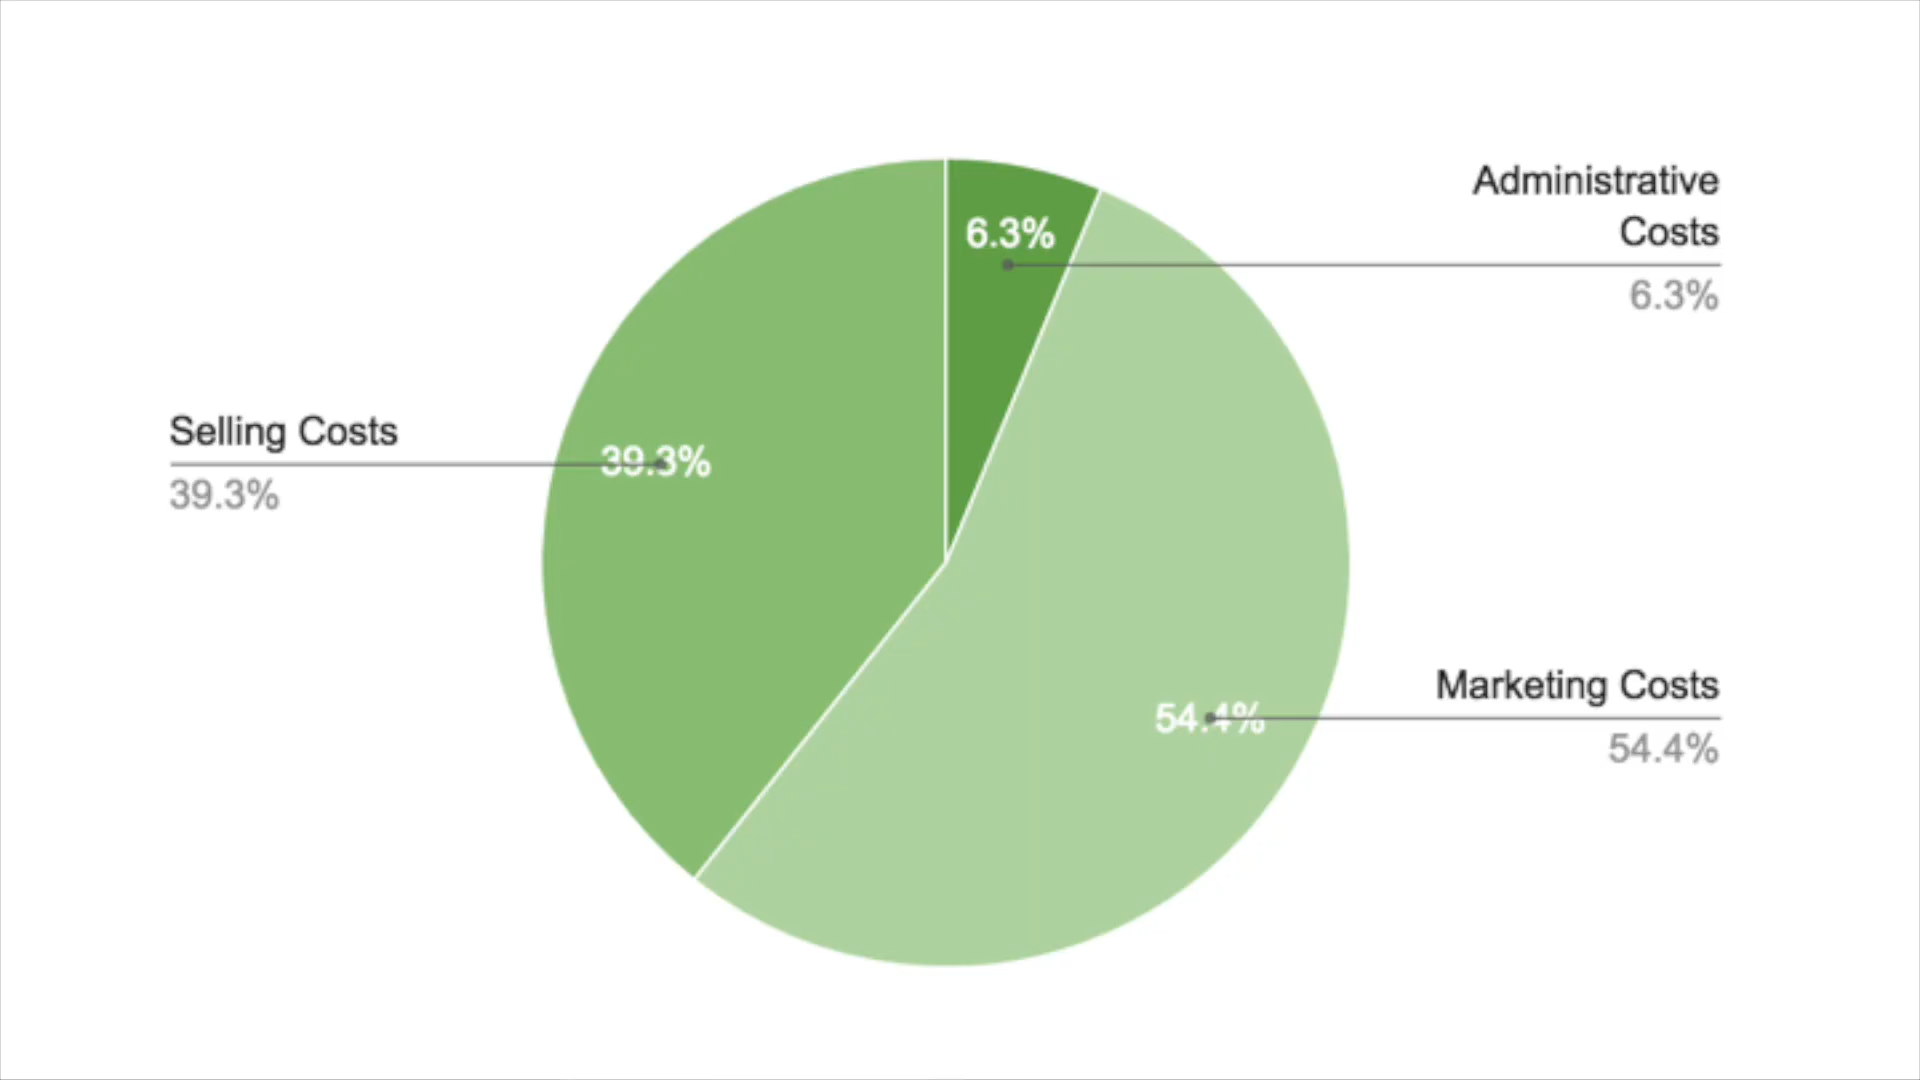 Administrative
Costs
6.3%
6.3%
Selling Costs
39.3%
39.3%
Marketing Costs
54.4%
54.4%